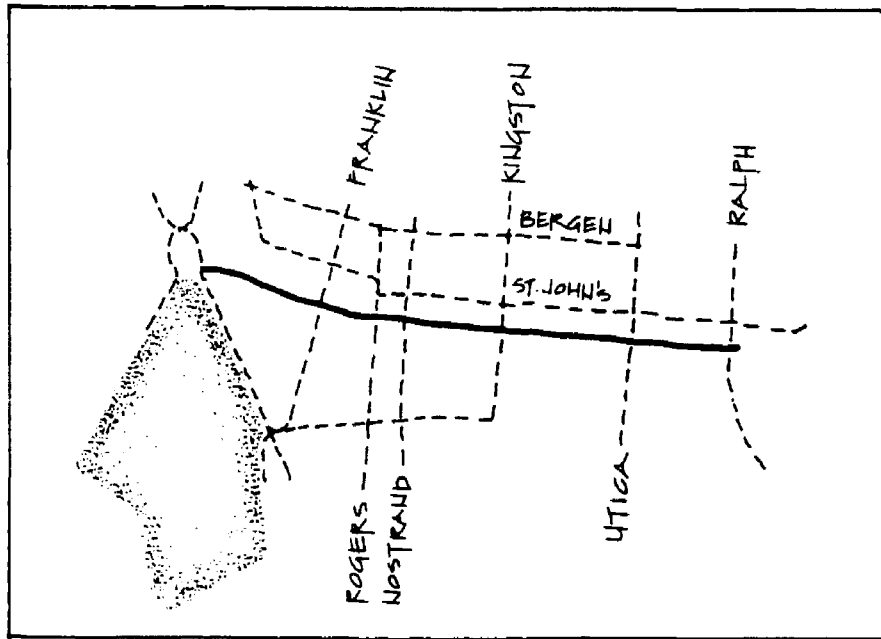 FRANKLIN
KINGSTON
RALPH
BERGEN
ST. JOHN'S
ROGERS
NOSTRAND
UTICA